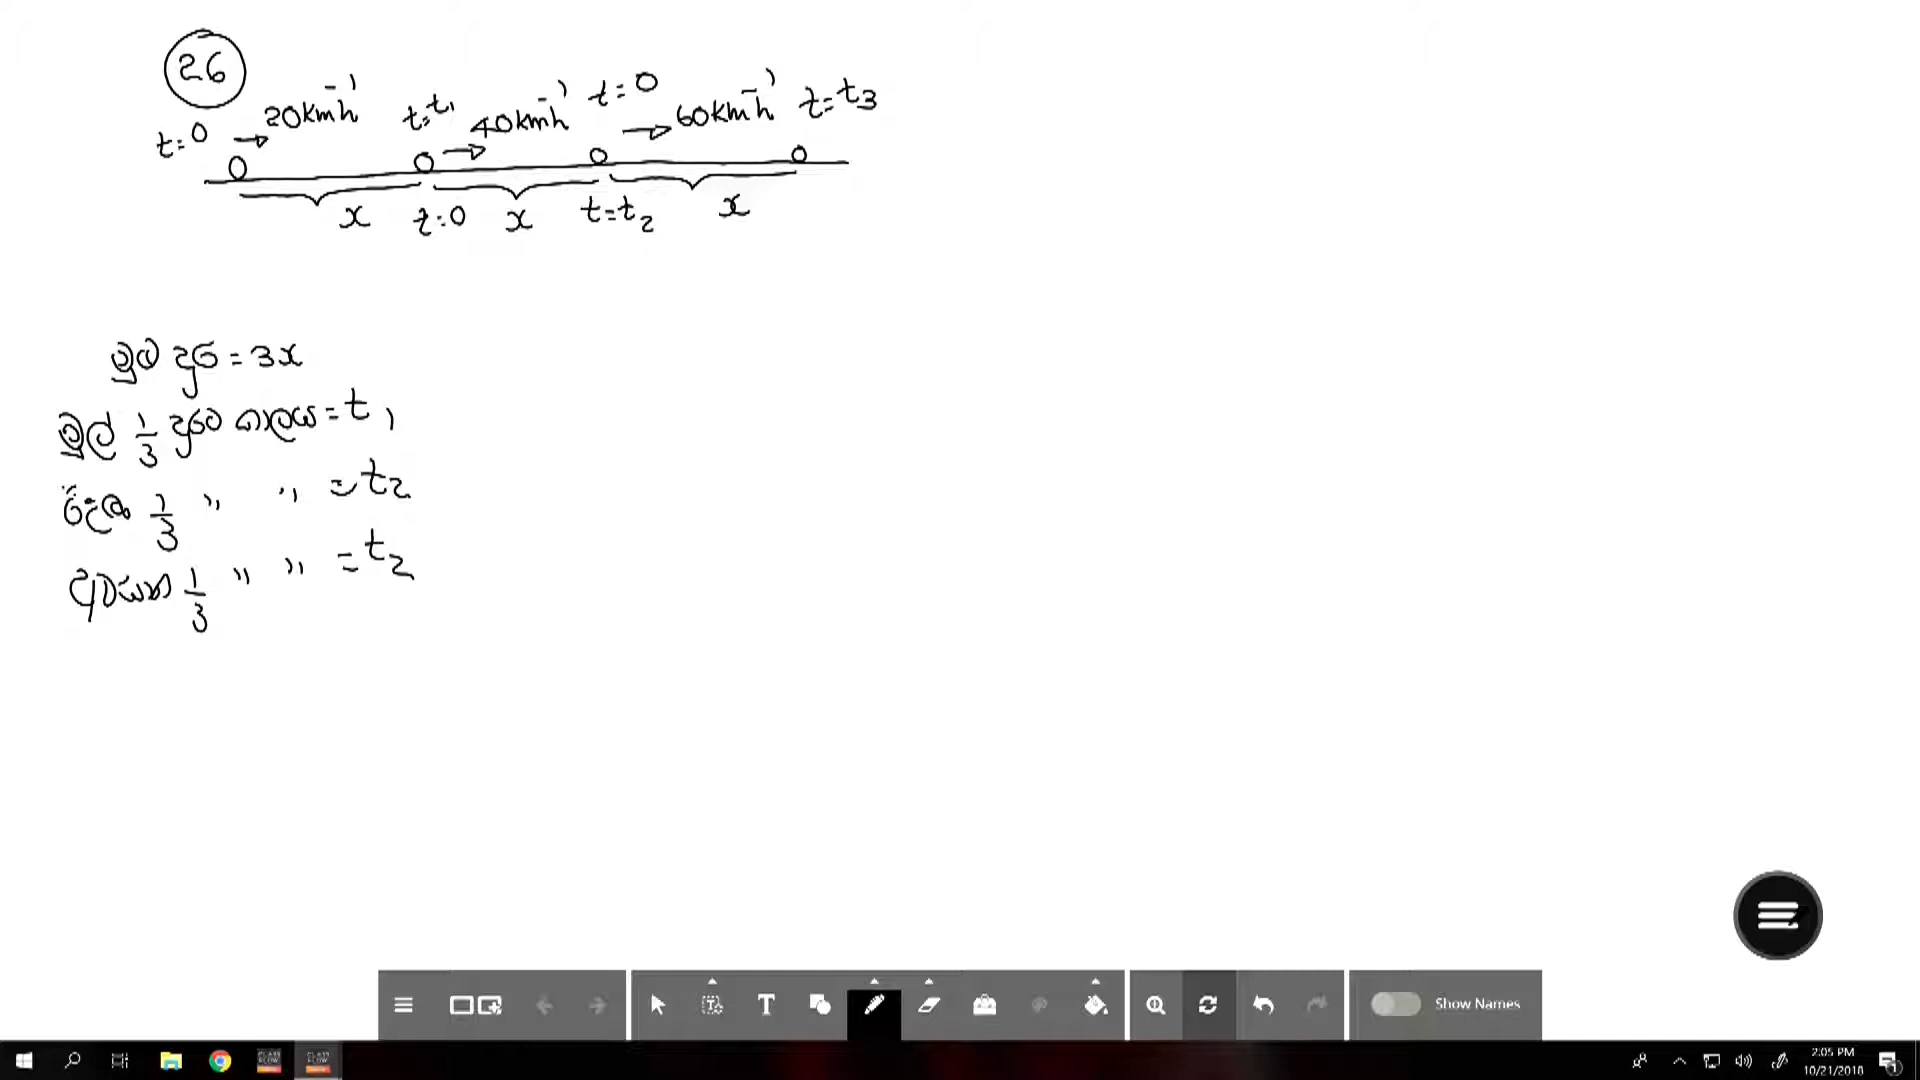 26
t=0 → 20kmh⁻¹ t=t₁ → 40kmh⁻¹ t=0 → 60kmh⁻¹ t=t₃
x t=0 x t=t₂ x
මුළු දුර = 3x
මුල් 1/3 දුරට කාලය = t₁
දෙවන 1/3 " " = t₂
අවසාන 1/3 " " = t₂
Show Names
2:05 PM
10/21/2018